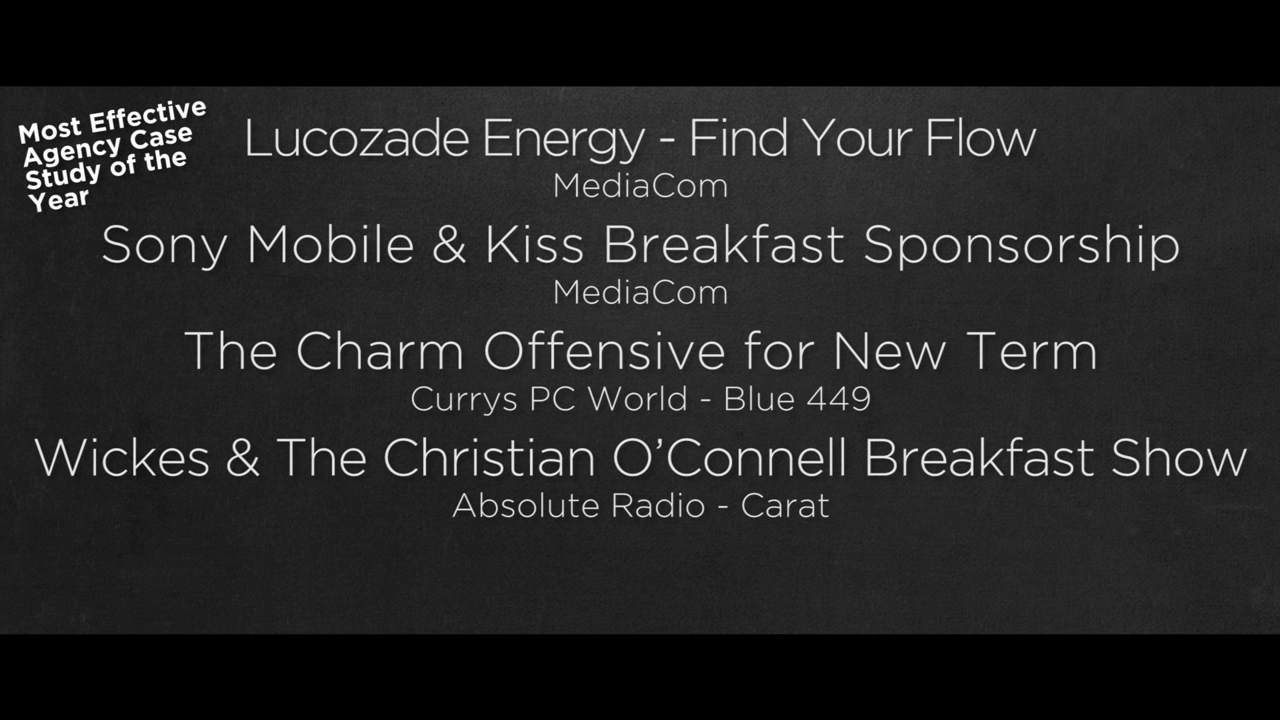 Most Effective
Agency Case
Study of the
Year
Lucozade Energy - Find Your Flow
MediaCom
Sony Mobile & Kiss Breakfast Sponsorship
MediaCom
The Charm Offensive for New Term
Currys PC World - Blue 449
Wickes & The Christian O’Connell Breakfast Show
Absolute Radio - Carat